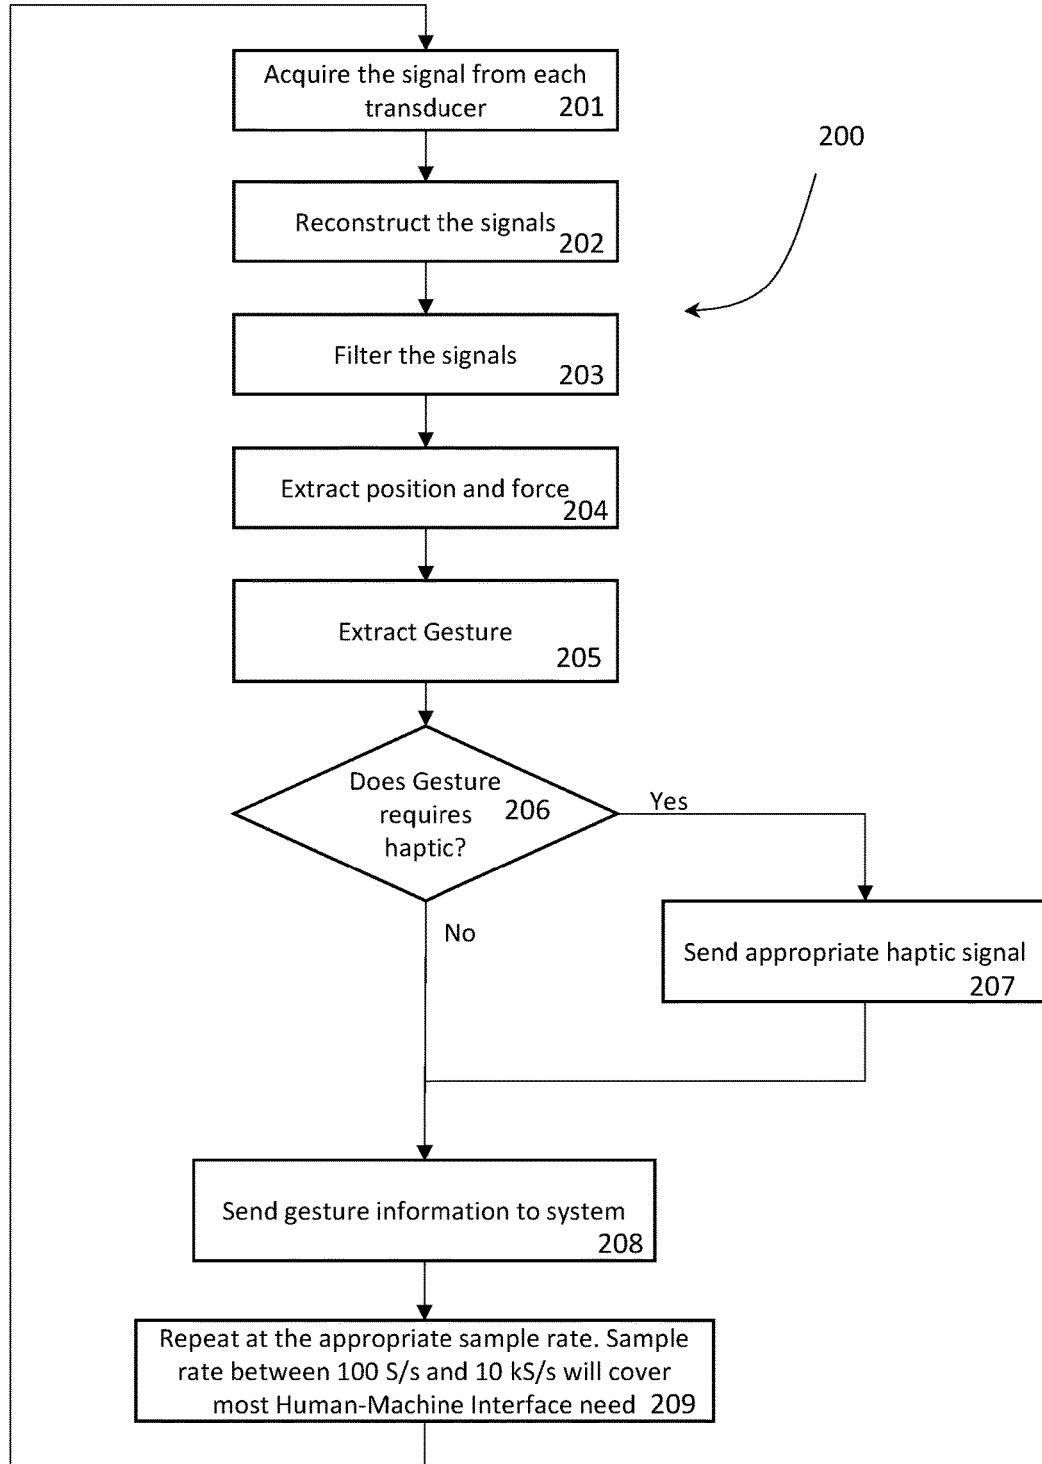 Acquire the signal from each
transducer 201
200
Reconstruct the signals
202
Filter the signals
203
Extract position and force
204
Extract Gesture
205
Does Gesture
requires 206
haptic?
Yes
No
Send appropriate haptic signal
207
Send gesture information to system
208
Repeat at the appropriate sample rate. Sample
rate between 100 S/s and 10 kS/s will cover
most Human-Machine Interface need 209